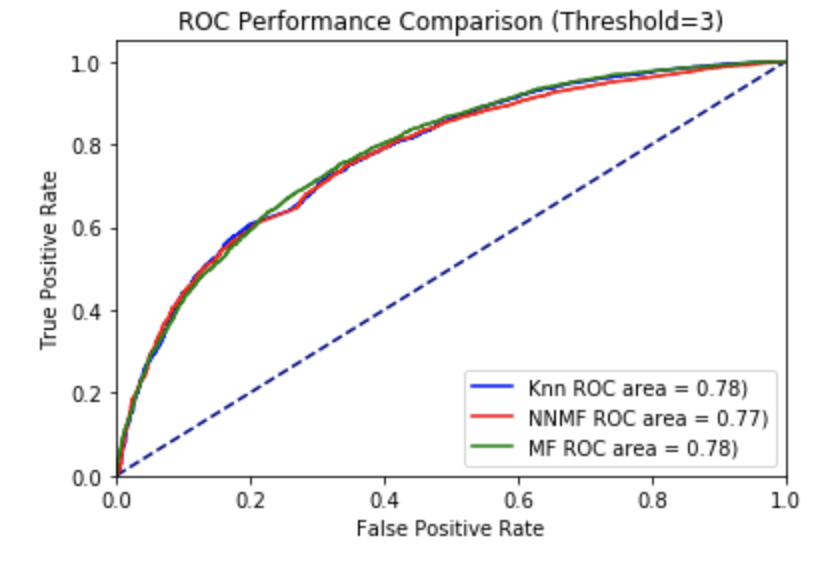 ROC Performance Comparison (Threshold=3)
1.0
0.8
0.6
0.4
0.2
0.0
True Positive Rate
Knn ROC area = 0.78)
NNMF ROC area = 0.77)
MF ROC area = 0.78)
0.0 0.2 0.4 0.6 0.8 1.0
False Positive Rate